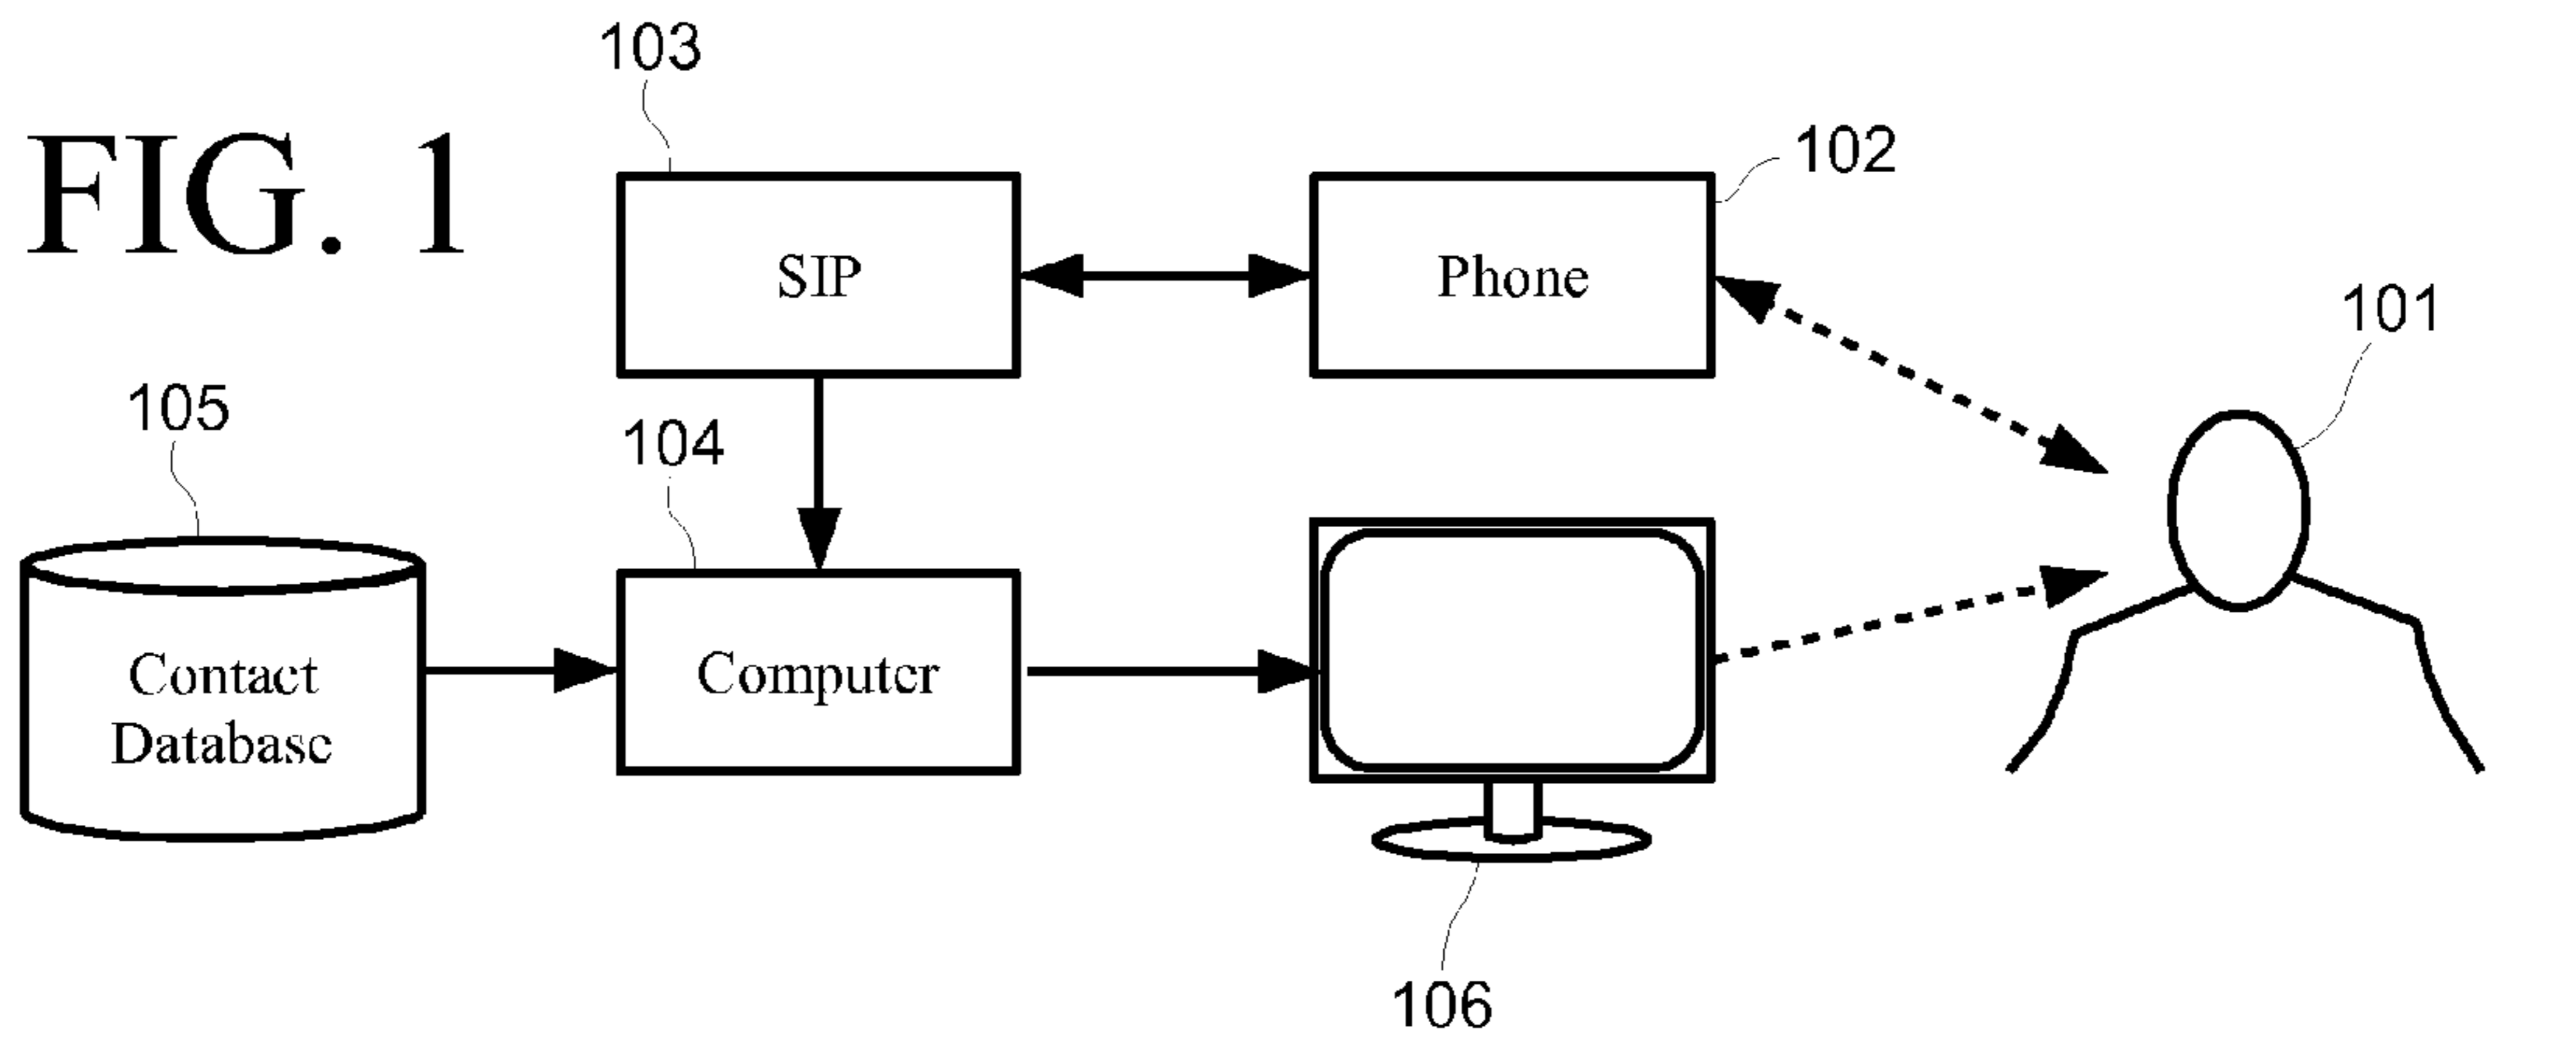 FIG. 1
103
102
SIP
Phone
101
105
104
Contact
Database
Computer
106